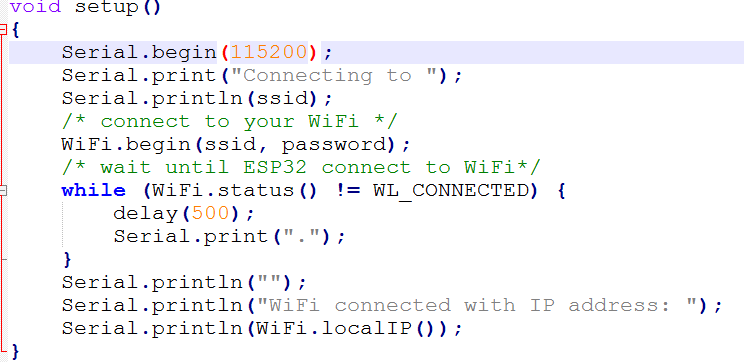 void setup()
{
    Serial.begin(115200);
    Serial.print("Connecting to ");
    Serial.println(ssid);
    /* connect to your WiFi */
    WiFi.begin(ssid, password);
    /* wait until ESP32 connect to WiFi*/
    while (WiFi.status() != WL_CONNECTED) {
        delay(500);
        Serial.print(".");
    }
    Serial.println("");
    Serial.println("WiFi connected with IP address: ");
    Serial.println(WiFi.localIP());
}